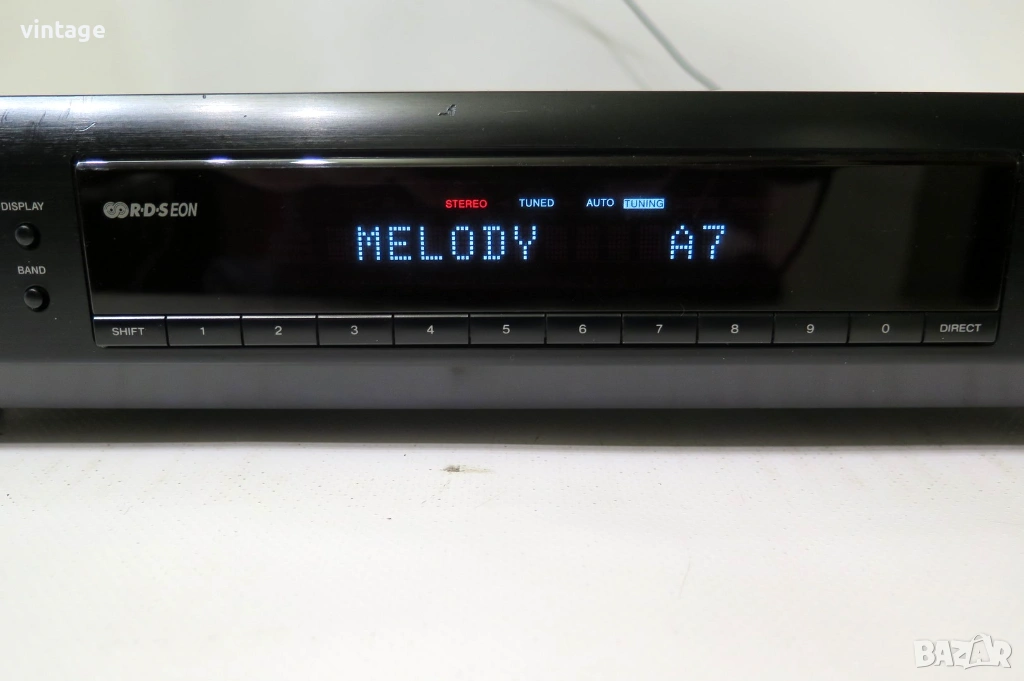 vintage
DISPLAY
R·D·S EON
STEREO TUNED AUTO TUNING
MELODY A7
BAND
SHIFT 1 2 3 4 5 6 7 8 9 0 DIRECT
BAZAR